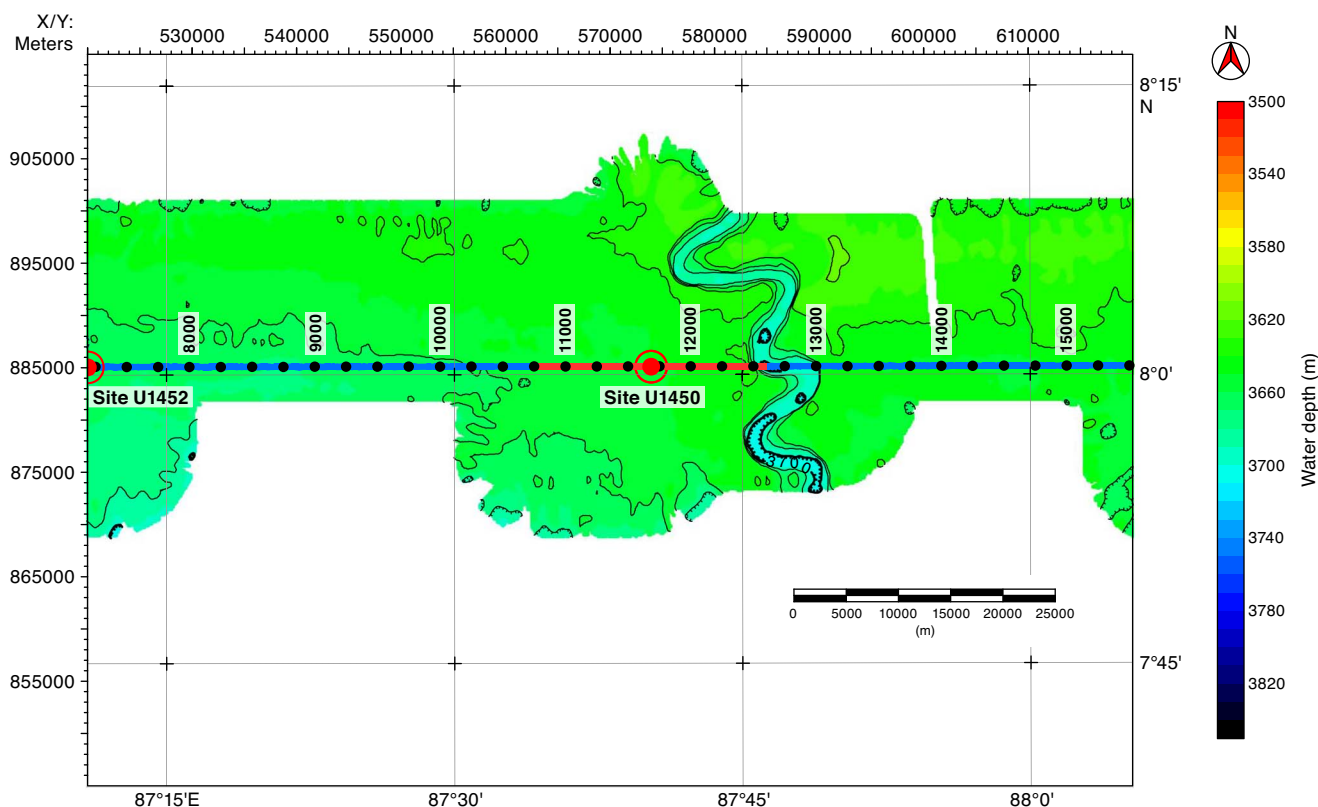 X/Y:
Meters
530000 540000 550000 560000 570000 580000 590000 600000 610000
N
8°15'
N
905000
895000
885000
875000
865000
855000
8000 9000 10000 11000 12000 13000 14000 15000
Site U1452
Site U1450
8°0'
3700
0 5000 10000 15000 20000 25000
(m)
7°45'
87°15'E 87°30' 87°45' 88°0'
3500
3540
3580
3620
3660
3700
3740
3780
3820
Water depth (m)